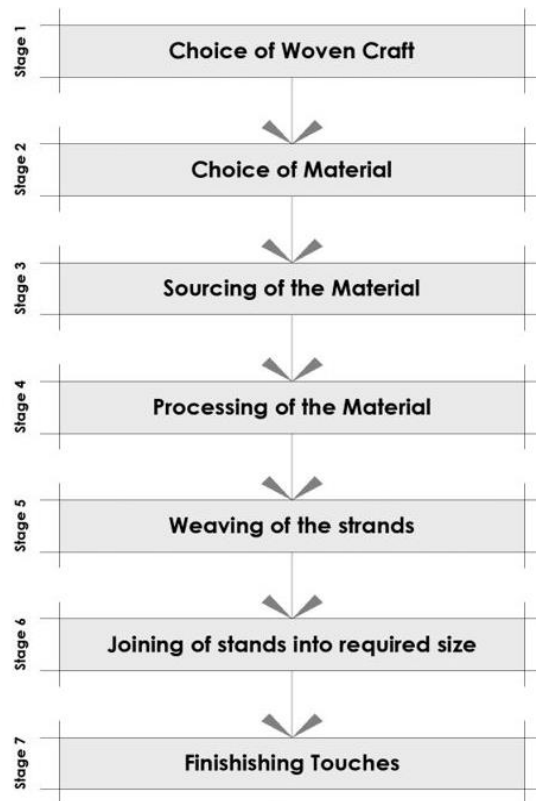 Stage 1
Choice of Woven Craft
Stage 2
Choice of Material
Stage 3
Sourcing of the Material
Stage 4
Processing of the Material
Stage 5
Weaving of the strands
Stage 6
Joining of stands into required size
Stage 7
Finishishing Touches